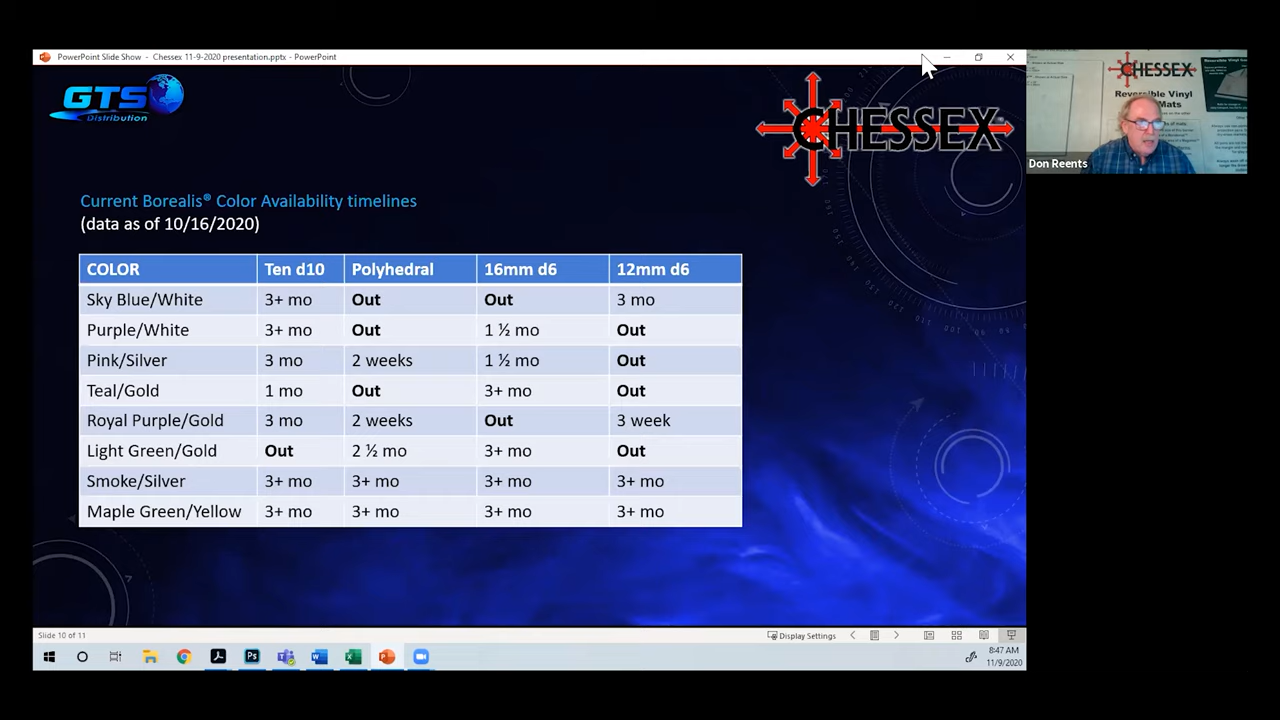 PowerPoint Slide Show - Chessex 11-9-2020 presentation.pptx - PowerPoint
GTS
Distribution
CHESSEX
Current Borealis® Color Availability timelines
(data as of 10/16/2020)
COLOR Ten d10 Polyhedral 16mm d6 12mm d6
Sky Blue/White 3+ mo Out Out 3 mo
Purple/White 3+ mo Out 1 ½ mo Out
Pink/Silver 3 mo 2 weeks 1 ½ mo Out
Teal/Gold 1 mo Out 3+ mo Out
Royal Purple/Gold 3 mo 2 weeks Out 3 week
Light Green/Gold Out 2 ½ mo 3+ mo Out
Smoke/Silver 3+ mo 3+ mo 3+ mo 3+ mo
Maple Green/Yellow 3+ mo 3+ mo 3+ mo 3+ mo
Slide 10 of 11
Display Settings
8:47 AM
11/9/2020
CHESSEX
Reversible Vinyl
Mats
Don Reents